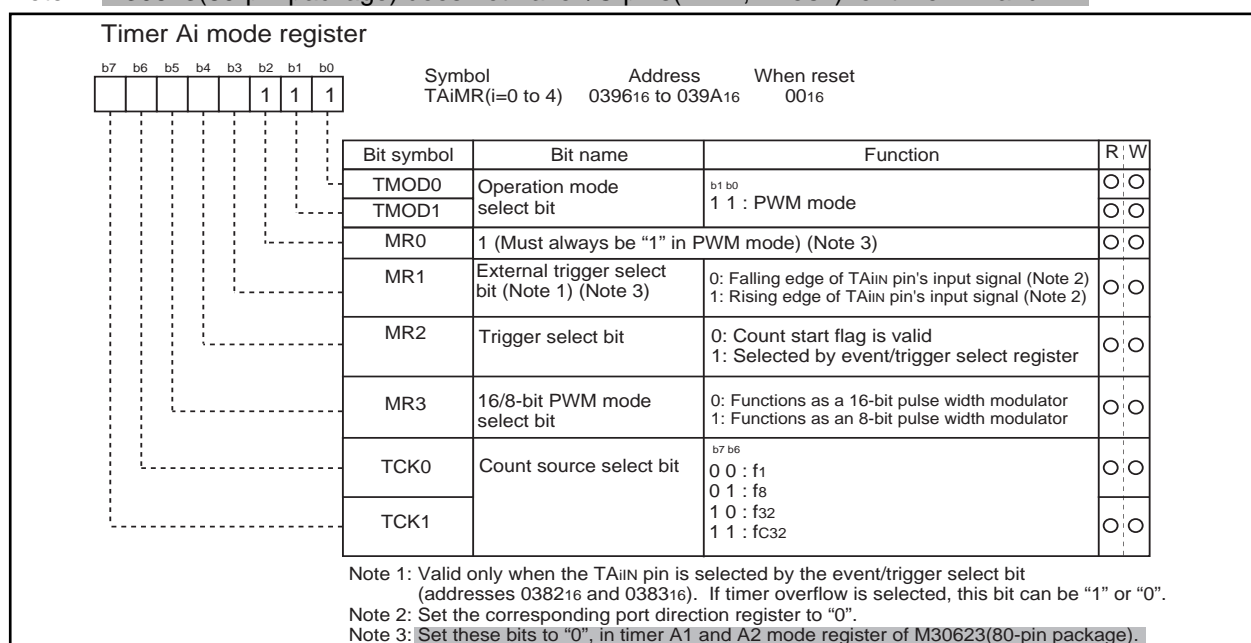 Timer Ai mode register
b7 b6 b5 b4 b3 b2 b1 b0
1 1 1
Symbol Address When reset
TAiMR(i=0 to 4) 039616 to 039A16 0016
Bit symbol Bit name Function R W
TMOD0 Operation mode select bit b1 b0
TMOD1 1 1 : PWM mode
MR0 1 (Must always be “1” in PWM mode) (Note 3)
MR1 External trigger select
bit (Note 1) (Note 3)
0: Falling edge of TAiIN pin's input signal (Note 2)
1: Rising edge of TAiIN pin's input signal (Note 2)
MR2 Trigger select bit 0: Count start flag is valid
1: Selected by event/trigger select register
MR3 16/8-bit PWM mode
select bit
0: Functions as a 16-bit pulse width modulator
1: Functions as an 8-bit pulse width modulator
TCK0 Count source select bit b7 b6
0 0 : f1
0 1 : f8
TCK1 1 0 : f32
1 1 : fC32
Note 1: Valid only when the TAiIN pin is selected by the event/trigger select bit
(addresses 038216 and 038316). If timer overflow is selected, this bit can be “1” or “0”.
Note 2: Set the corresponding port direction register to “0”.
Note 3: Set these bits to “0”, in timer A1 and A2 mode register of M30623(80-pin package).